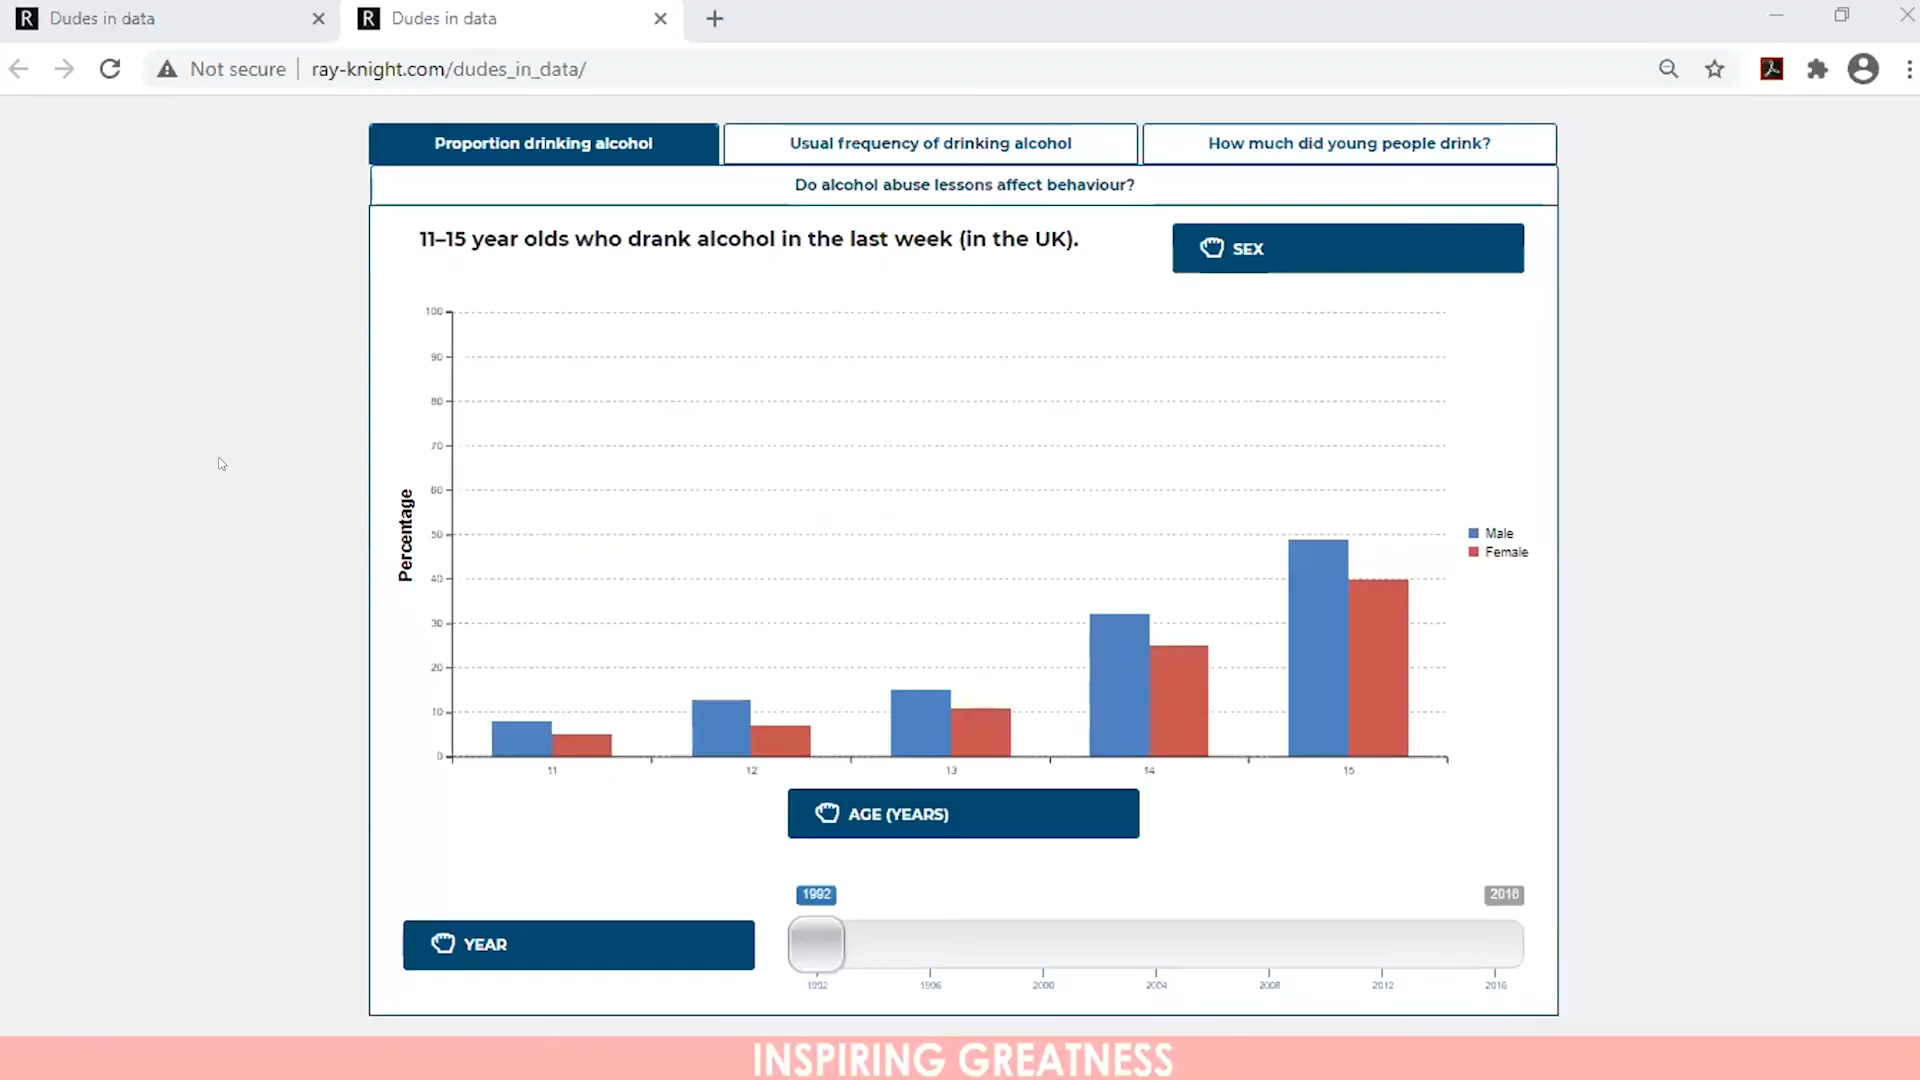 R Dudes in data
R Dudes in data
Not secure ray-knight.com/dudes_in_data/
Proportion drinking alcohol
Usual frequency of drinking alcohol
How much did young people drink?
Do alcohol abuse lessons affect behaviour?
11–15 year olds who drank alcohol in the last week (in the UK).
SEX
100
90
80
70
60
50
40
30
20
10
0
Percentage
Male
Female
11 12 13 14 15
AGE (YEARS)
1992
2016
YEAR
1992 1996 2000 2004 2008 2012 2016
INSPIRING GREATNESS